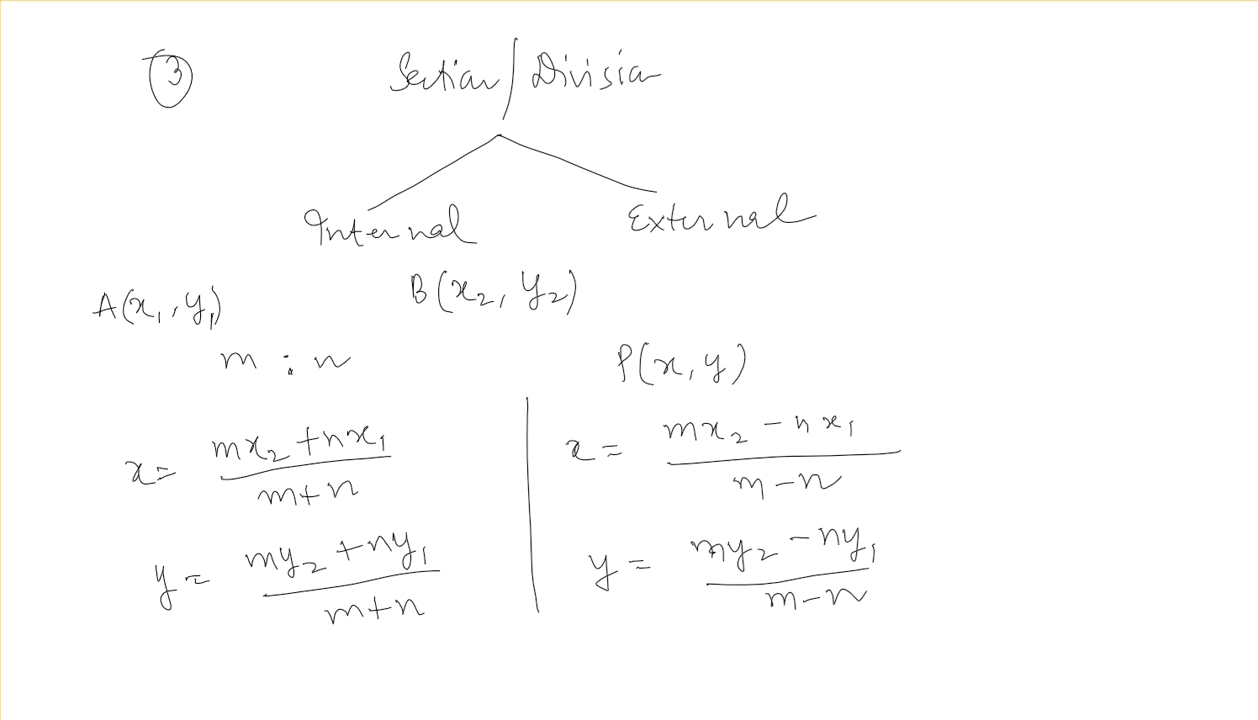 ③ Section/Division
Internal External
A(x₁, y₁) B(x₂, y₂)
m : n P(x, y)
x = (mx₂ + nx₁)/(m+n) x = (mx₂ - nx₁)/(m-n)
y = (my₂ + ny₁)/(m+n) y = (my₂ - ny₁)/(m-n)